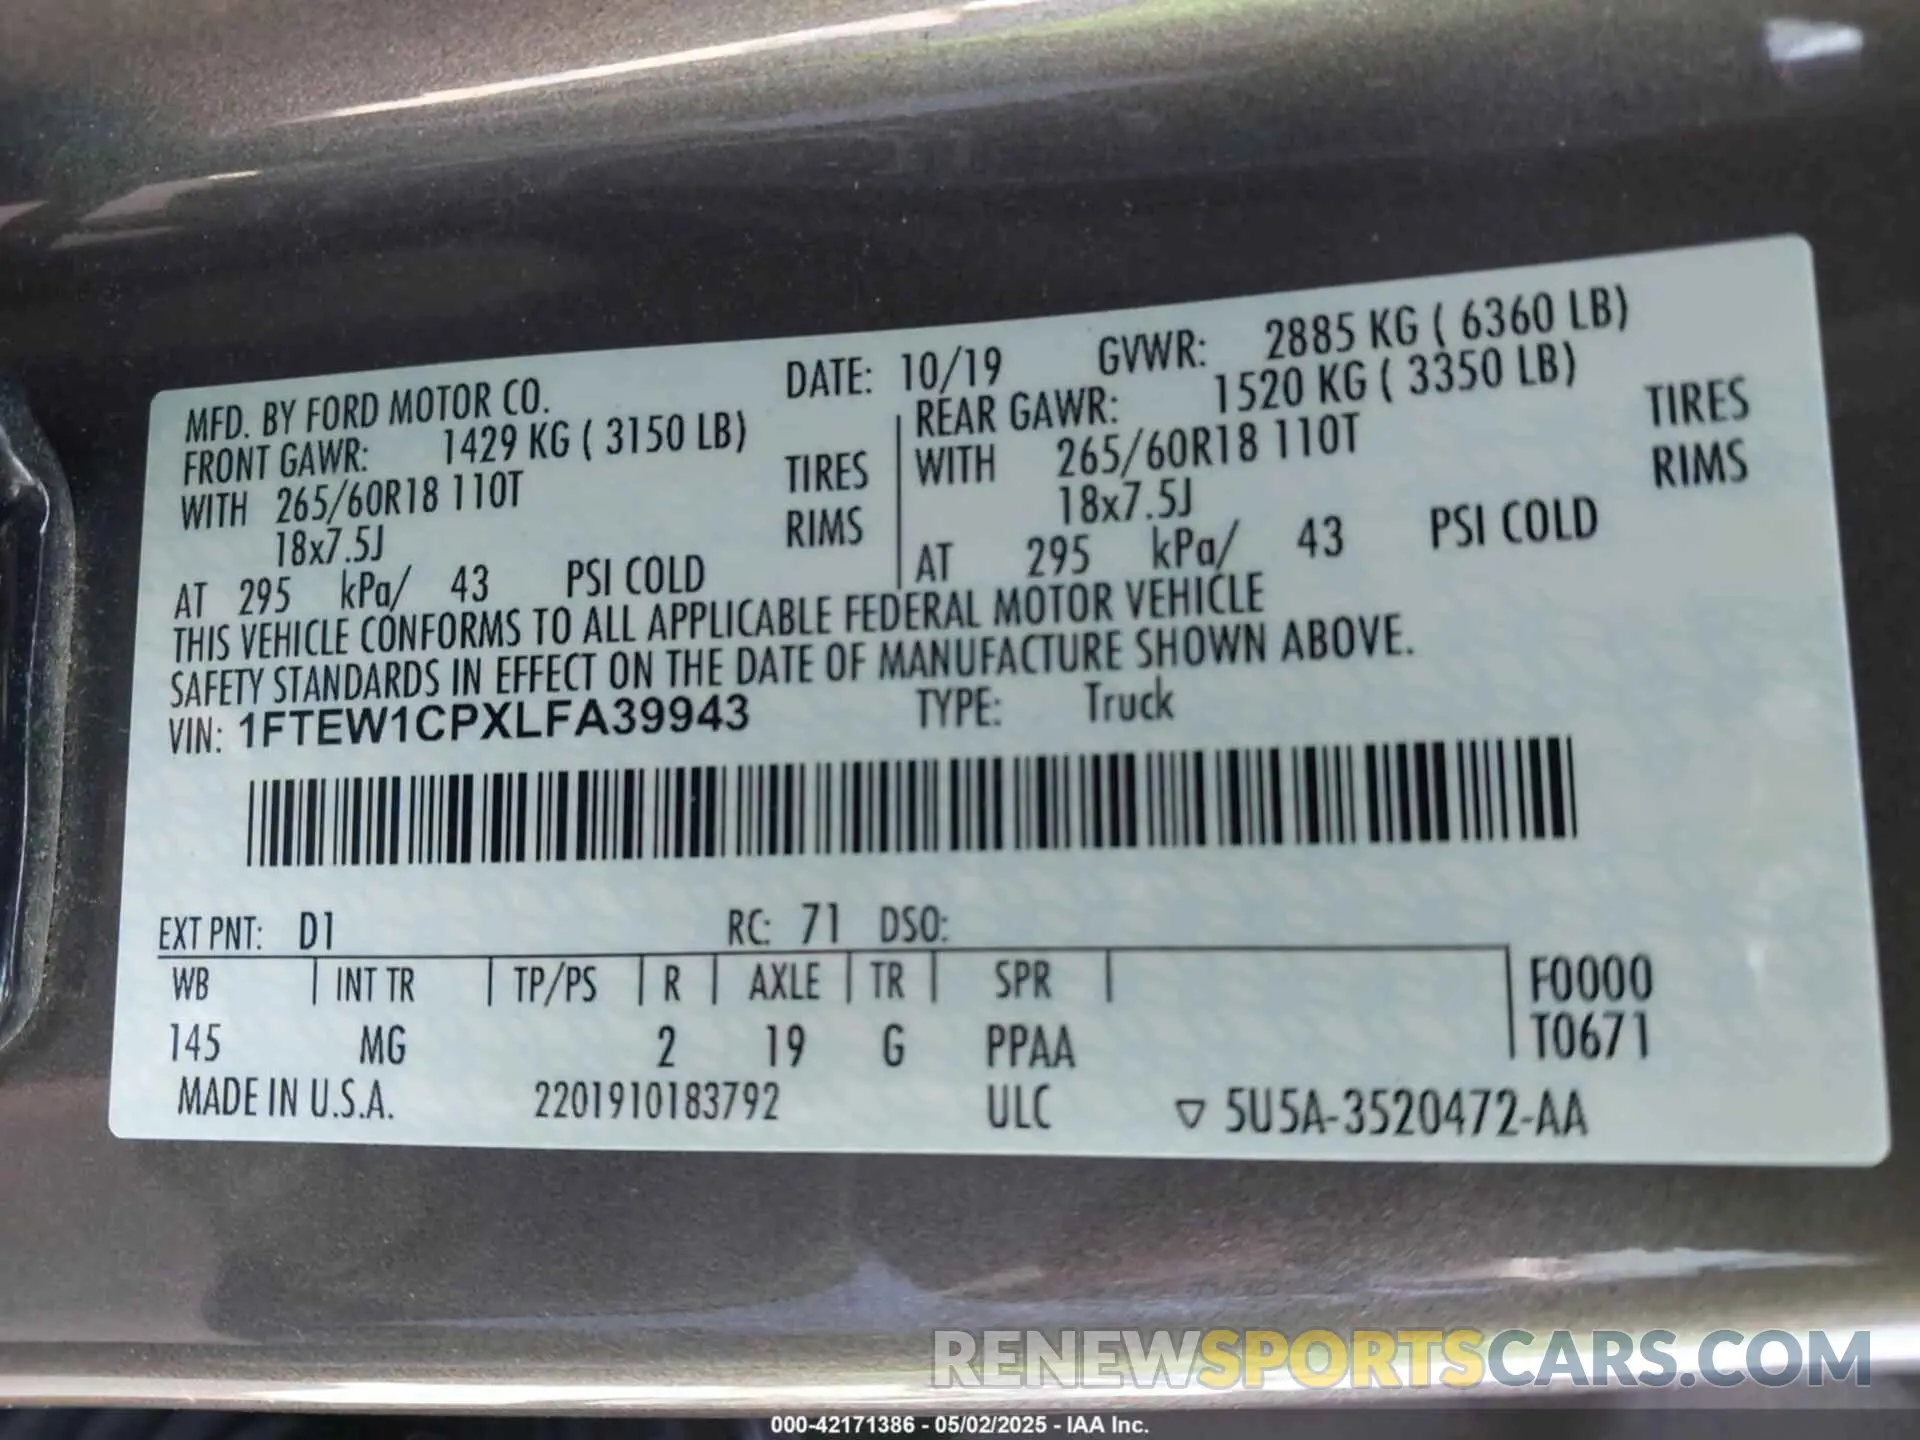 MFD. BY FORD MOTOR CO. DATE: 10/19 GVWR: 2885 KG ( 6360 LB)
FRONT GAWR: 1429 KG ( 3150 LB) REAR GAWR: 1520 KG ( 3350 LB)
WITH 265/60R18 110T TIRES WITH 265/60R18 110T TIRES
18x7.5J RIMS 18x7.5J RIMS
AT 295 kPa/ 43 PSI COLD AT 295 kPa/ 43 PSI COLD
THIS VEHICLE CONFORMS TO ALL APPLICABLE FEDERAL MOTOR VEHICLE
SAFETY STANDARDS IN EFFECT ON THE DATE OF MANUFACTURE SHOWN ABOVE.
VIN: 1FTEW1CPXLFA39943 TYPE: Truck
EXT PNT: D1 RC: 71 DSO:
WB INT TR TP/PS R AXLE TR SPR F0000
145 MG 2 19 G PPAA T0671
MADE IN U.S.A. 2201910183792 ULC ▽ 5U5A-3520472-AA
RENEWSPORTSCARS.COM
000-42171386 - 05/02/2025 - IAA Inc.